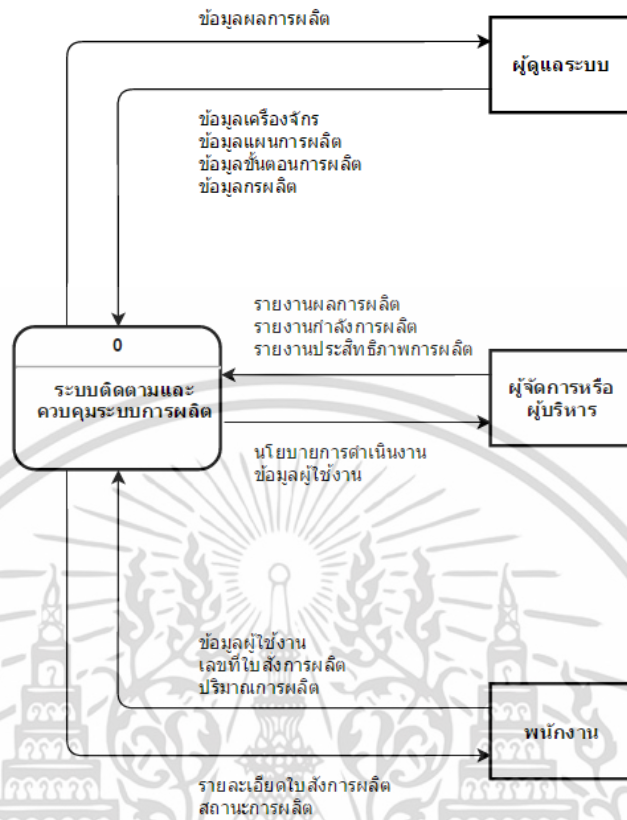 ข้อมูลผลการผลิต
ผู้ดูแลระบบ
ข้อมูลเครื่องจักร
ข้อมูลแผนการผลิต
ข้อมูลขั้นตอนการผลิต
ข้อมูลกรผลิต
รายงานผลการผลิต
รายงานกำลังการผลิต
รายงานประสิทธิภาพการผลิต
0
ระบบติดตามและ
ควบคุมระบบการผลิต
ผู้จัดการหรือ
ผู้บริหาร
นโยบายการดำเนินงาน
ข้อมูลผู้ใช้งาน
ข้อมูลผู้ใช้งาน
เลขที่ใบสั่งการผลิต
ปริมาณการผลิต
พนักงาน
รายละเอียดใบสั่งการผลิต
สถานะการผลิต